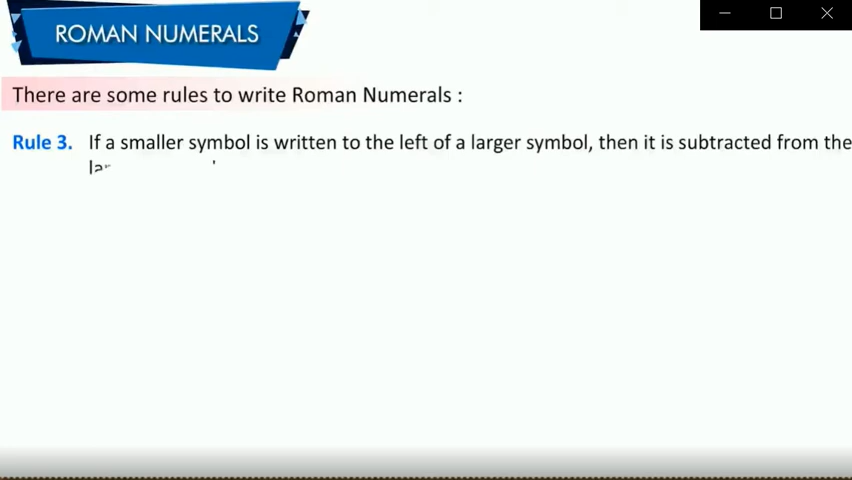 ROMAN NUMERALS
There are some rules to write Roman Numerals :
Rule 3. If a smaller symbol is written to the left of a larger symbol, then it is subtracted from the